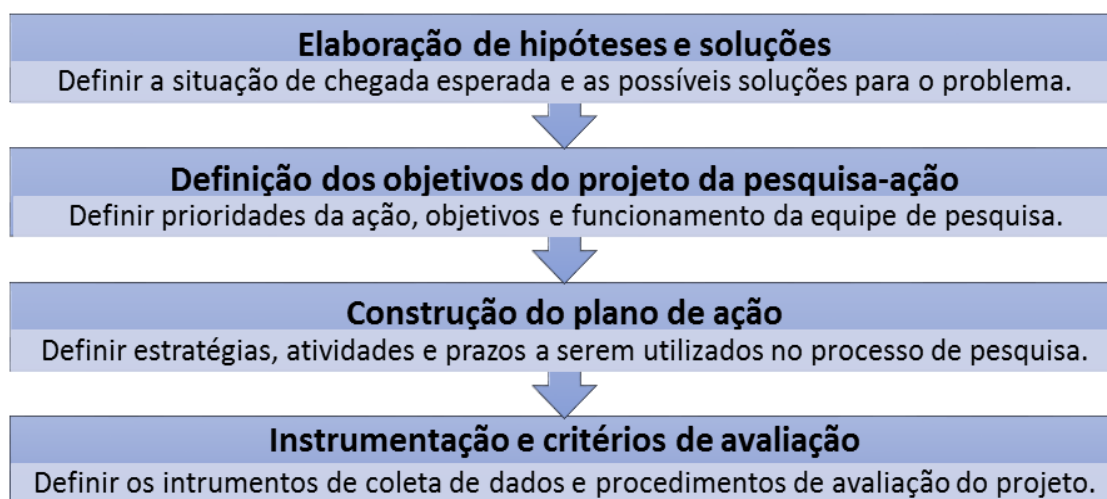 Elaboração de hipóteses e soluções
Definir a situação de chegada esperada e as possíveis soluções para o problema.
Definição dos objetivos do projeto da pesquisa-ação
Definir prioridades da ação, objetivos e funcionamento da equipe de pesquisa.
Construção do plano de ação
Definir estratégias, atividades e prazos a serem utilizados no processo de pesquisa.
Instrumentação e critérios de avaliação
Definir os intrumentos de coleta de dados e procedimentos de avaliação do projeto.